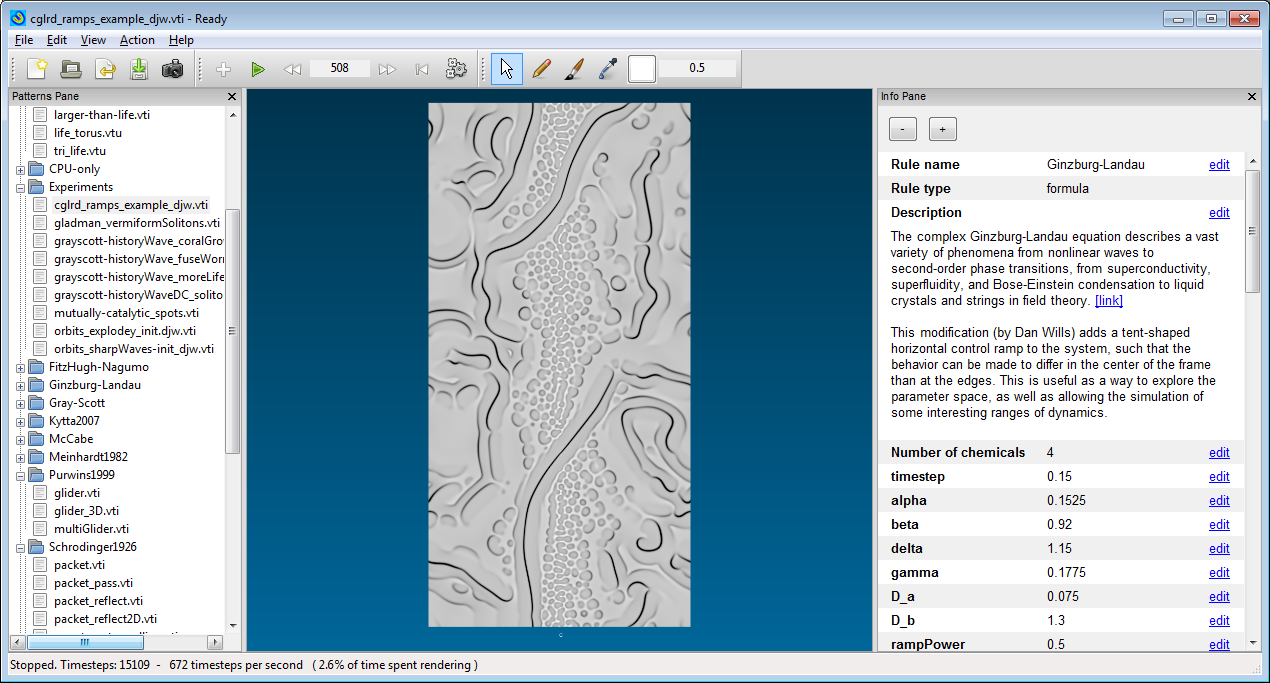 cglrd_ramps_example_djw.vti - Ready
File Edit View Action Help
508
0.5
Patterns Pane
larger-than-life.vti
life_torus.vtu
tri_life.vtu
CPU-only
Experiments
cglrd_ramps_example_djw.vti
gladman_vermiformSolitons.vti
grayscott-historyWave_coralGro
grayscott-historyWave_fuseWorm
grayscott-historyWave_moreLife
grayscott-historyWaveDC_solito
mutually-catalytic_spots.vti
orbits_explodey_init.djw.vti
orbits_sharpWaves-init_djw.vti
FitzHugh-Nagumo
Ginzburg-Landau
Gray-Scott
Kytta2007
McCabe
Meinhardt1982
Purwins1999
glider.vti
glider_3D.vti
multiGlider.vti
Schrodinger1926
packet.vti
packet_pass.vti
packet_reflect.vti
packet_reflect2D.vti
c
Info Pane
- +
Rule name Ginzburg-Landau edit
Rule type formula
Description edit
The complex Ginzburg-Landau equation describes a vast
variety of phenomena from nonlinear waves to
second-order phase transitions, from superconductivity,
superfluidity, and Bose-Einstein condensation to liquid
crystals and strings in field theory. [link]
This modification (by Dan Wills) adds a tent-shaped
horizontal control ramp to the system, such that the
behavior can be made to differ in the center of the frame
than at the edges. This is useful as a way to explore the
parameter space, as well as allowing the simulation of
some interesting ranges of dynamics.
Number of chemicals 4 edit
timestep 0.15 edit
alpha 0.1525 edit
beta 0.92 edit
delta 1.15 edit
gamma 0.1775 edit
D_a 0.075 edit
D_b 1.3 edit
rampPower 0.5 edit
Stopped. Timesteps: 15109 - 672 timesteps per second ( 2.6% of time spent rendering )